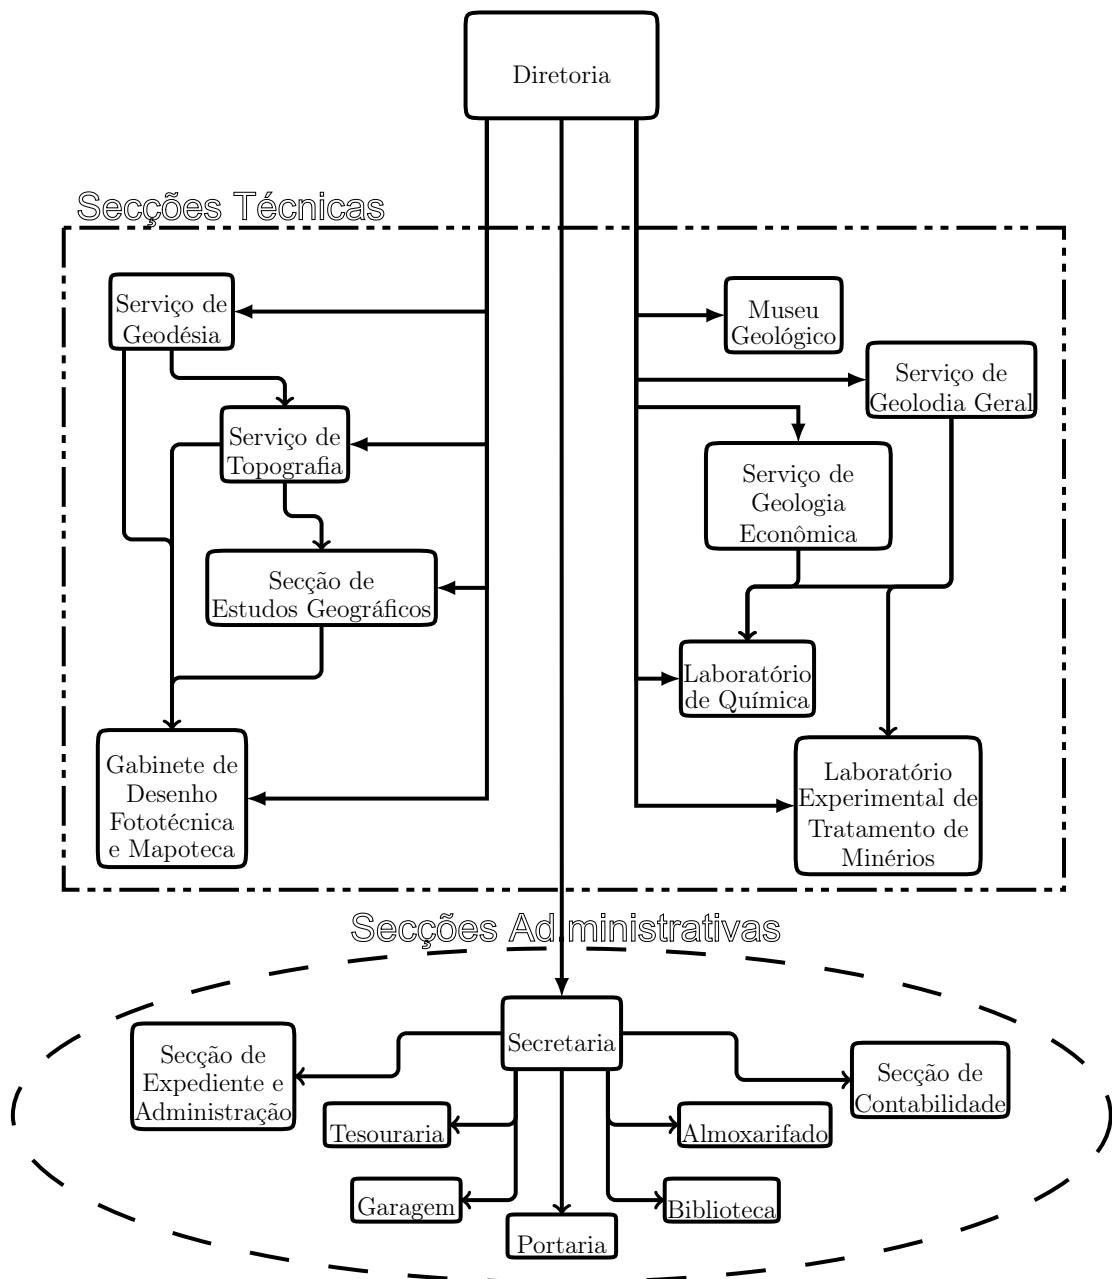 Diretoria
Secções Técnicas
Serviço de
Geodésia
Museu
Geológico
Serviço de
Geolodia Geral
Serviço de
Topografia
Serviço de
Geologia
Econômica
Secção de
Estudos Geográficos
Laboratório
de Química
Gabinete de
Desenho
Fototécnica
e Mapoteca
Laboratório
Experimental de
Tratamento de
Minérios
Secções Administrativas
Secretaria
Secção de
Expediente e
Administração
Secção de
Contabilidade
Tesouraria
Almoxarifado
Garagem
Biblioteca
Portaria